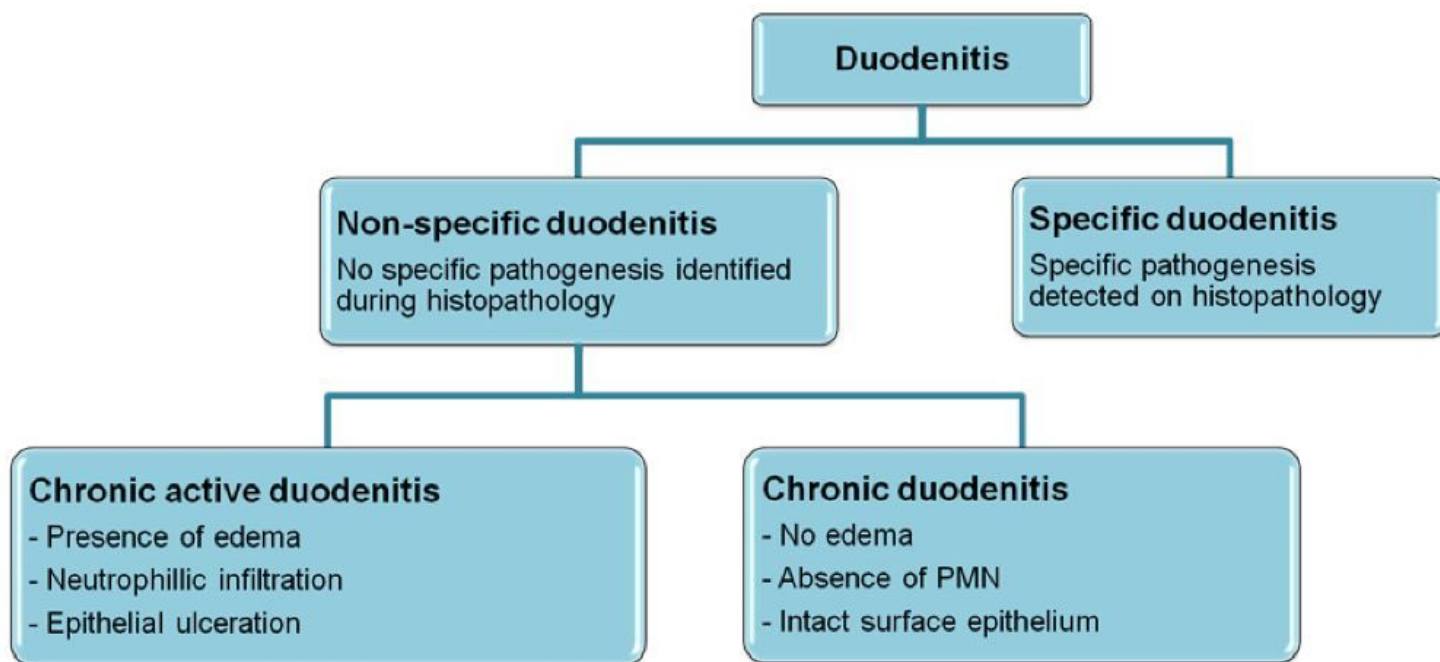 Duodenitis
Non-specific duodenitis
No specific pathogenesis identified
during histopathology
Specific duodenitis
Specific pathogenesis
detected on histopathology
Chronic active duodenitis
- Presence of edema
- Neutrophillic infiltration
- Epithelial ulceration
Chronic duodenitis
- No edema
- Absence of PMN
- Intact surface epithelium